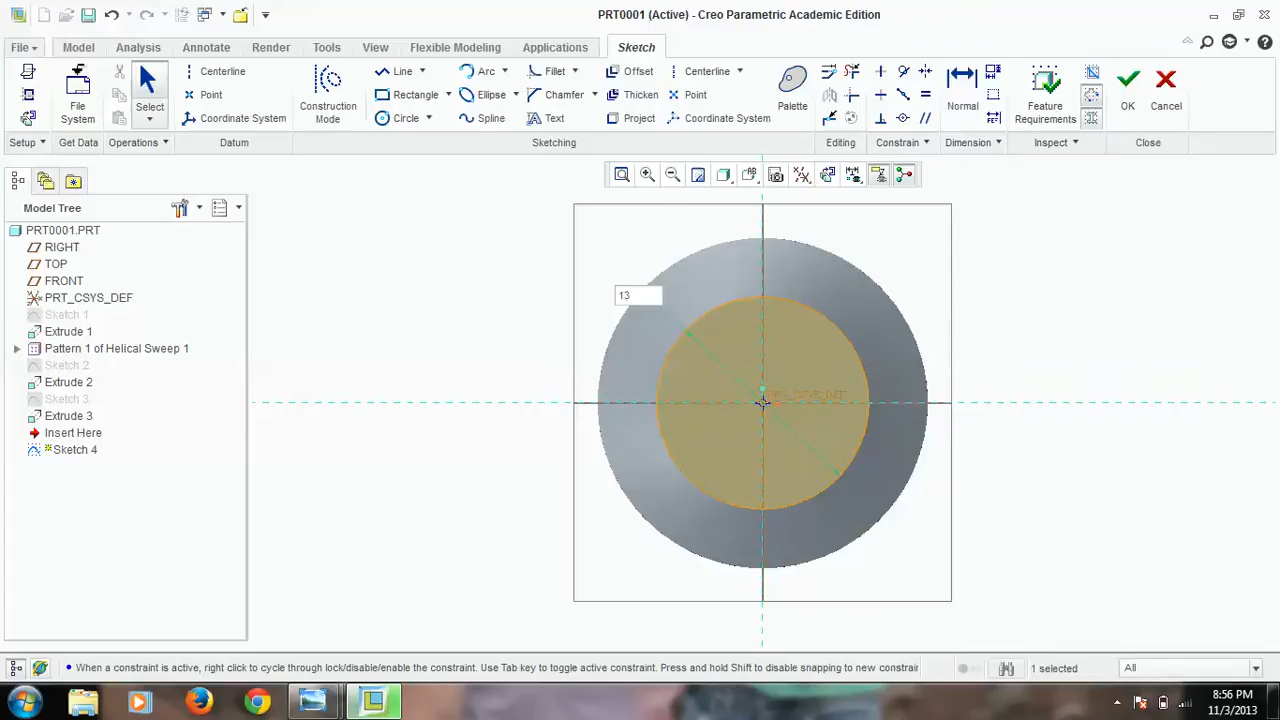 PRT0001 (Active) - Creo Parametric Academic Edition
File Model Analysis Annotate Render Tools View Flexible Modeling Applications Sketch
Centerline Line Arc Fillet Offset Centerline
Point Rectangle Ellipse Chamfer Thicken Point
Coordinate System Circle Spline Text Project Coordinate System
File System
Select
Construction Mode
Palette
Normal
Feature Requirements
OK
Cancel
Setup Get Data Operations Datum Sketching Editing Constrain Dimension Inspect Close
Model Tree
PRT0001.PRT
RIGHT
TOP
FRONT
PRT_CSYS_DEF
Sketch 1
Extrude 1
Pattern 1 of Helical Sweep 1
Sketch 2
Extrude 2
Sketch 3
Extrude 3
Insert Here
Sketch 4
13
PRT_CSYS_DEF
When a constraint is active, right click to cycle through lock/disable/enable the constraint. Use Tab key to toggle active constraint. Press and hold Shift to disable snapping to new constrair
1 selected
All
8:56 PM
11/3/2013